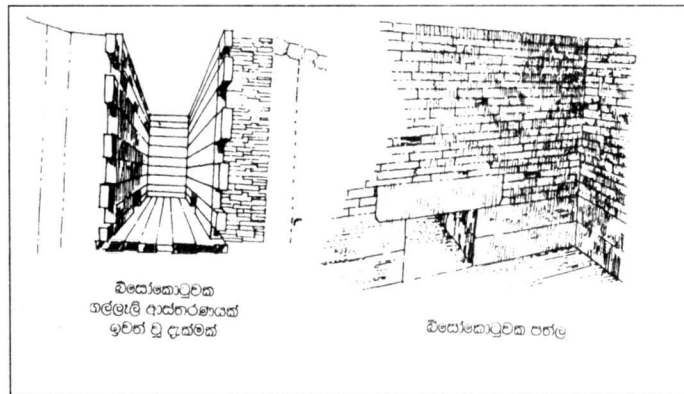 බිසෝකොටුවක
ගල්ලෑලි ආස්තරණයක්
ඉවත් වූ දැක්මක්
බිසෝකොටුවක පත්ල